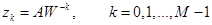 z_k = AW^{-k},     k = 0,1,...,M − 1